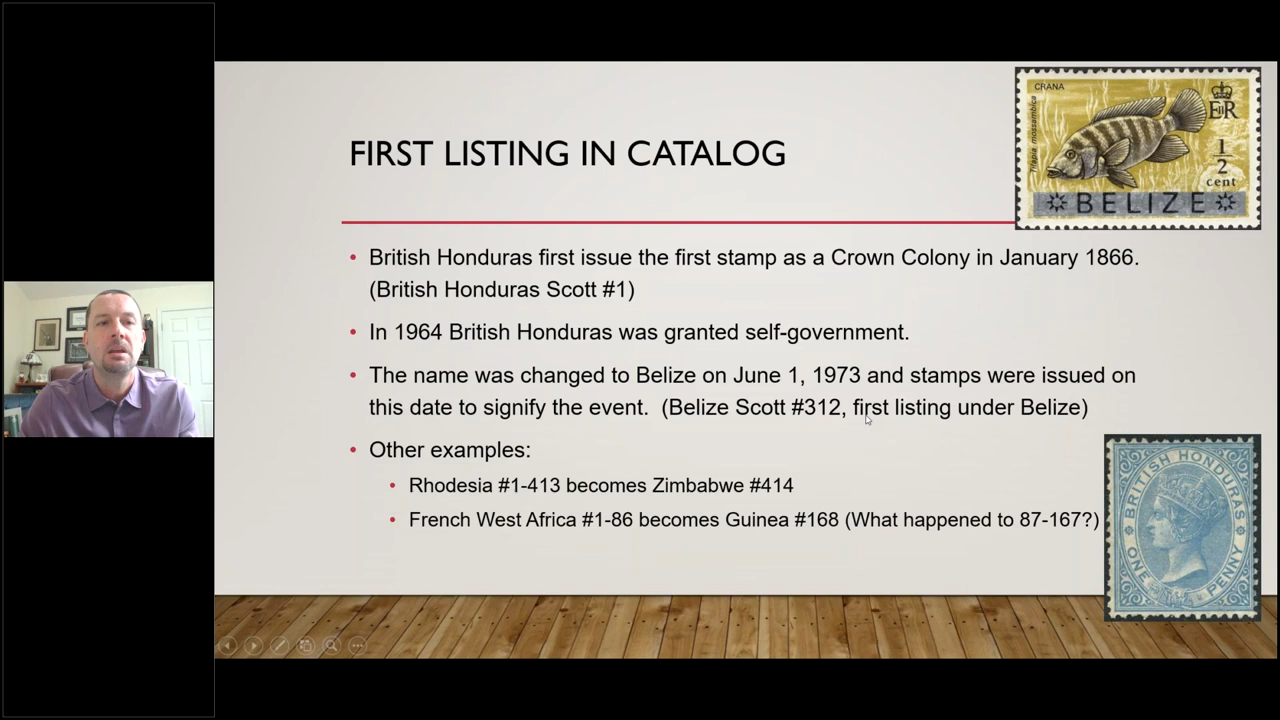 FIRST LISTING IN CATALOG
CRANA
Tilapia mossambica
E II R
1/2
cent
BELIZE
• British Honduras first issue the first stamp as a Crown Colony in January 1866.
(British Honduras Scott #1)
• In 1964 British Honduras was granted self-government.
• The name was changed to Belize on June 1, 1973 and stamps were issued on
this date to signify the event.  (Belize Scott #312, first listing under Belize)
• Other examples:
• Rhodesia #1-413 becomes Zimbabwe #414
• French West Africa #1-86 becomes Guinea #168 (What happened to 87-167?)
BRITISH HONDURAS
ONE PENNY